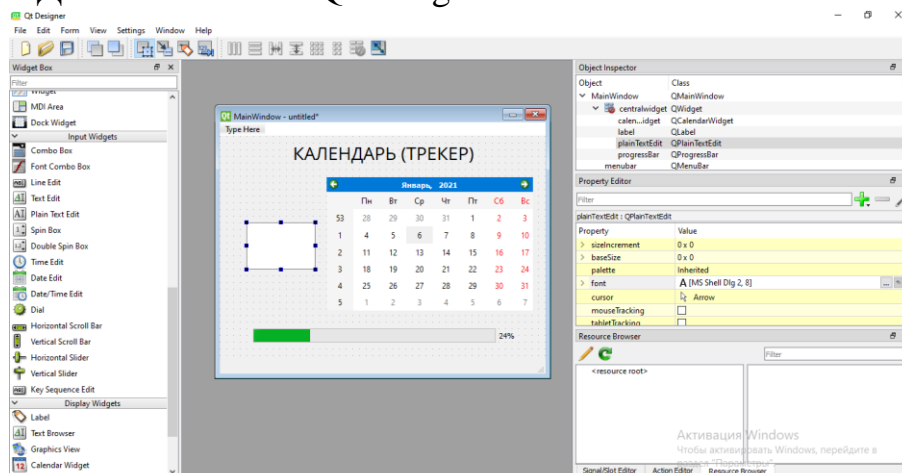 Qt Designer
File Edit Form View Settings Window Help
Widget Box
Filter
MDI Area
Dock Widget
Input Widgets
Combo Box
Font Combo Box
Line Edit
Text Edit
Plain Text Edit
Spin Box
Double Spin Box
Time Edit
Date Edit
Date/Time Edit
Dial
Horizontal Scroll Bar
Vertical Scroll Bar
Horizontal Slider
Vertical Slider
Key Sequence Edit
Display Widgets
Label
Text Browser
Graphics View
Calendar Widget
MainWindow - untitled*
Type Here
КАЛЕНДАРЬ (ТРЕКЕР)
Январь, 2021
Пн Вт Ср Чт Пт Сб Вс
53 28 29 30 31 1 2 3
1 4 5 6 7 8 9 10
2 11 12 13 14 15 16 17
3 18 19 20 21 22 23 24
4 25 26 27 28 29 30 31
5 1 2 3 4 5 6 7
24%
Object Inspector
Object Class
MainWindow QMainWindow
centralwidget QWidget
calen...idget QCalendarWidget
label QLabel
plainTextEdit QPlainTextEdit
progressBar QProgressBar
menubar QMenuBar
Property Editor
Filter
plainTextEdit : QPlainTextEdit
Property Value
sizeIncrement 0 x 0
baseSize 0 x 0
palette Inherited
font A [MS Shell Dlg 2, 8]
cursor Arrow
mouseTracking
tabletTracking
Resource Browser
Filter
<resource root>
Активация Windows
Чтобы активировать Windows, перейдите в
раздел "Параметры".
Signal/Slot Editor Action Editor Resource Browser